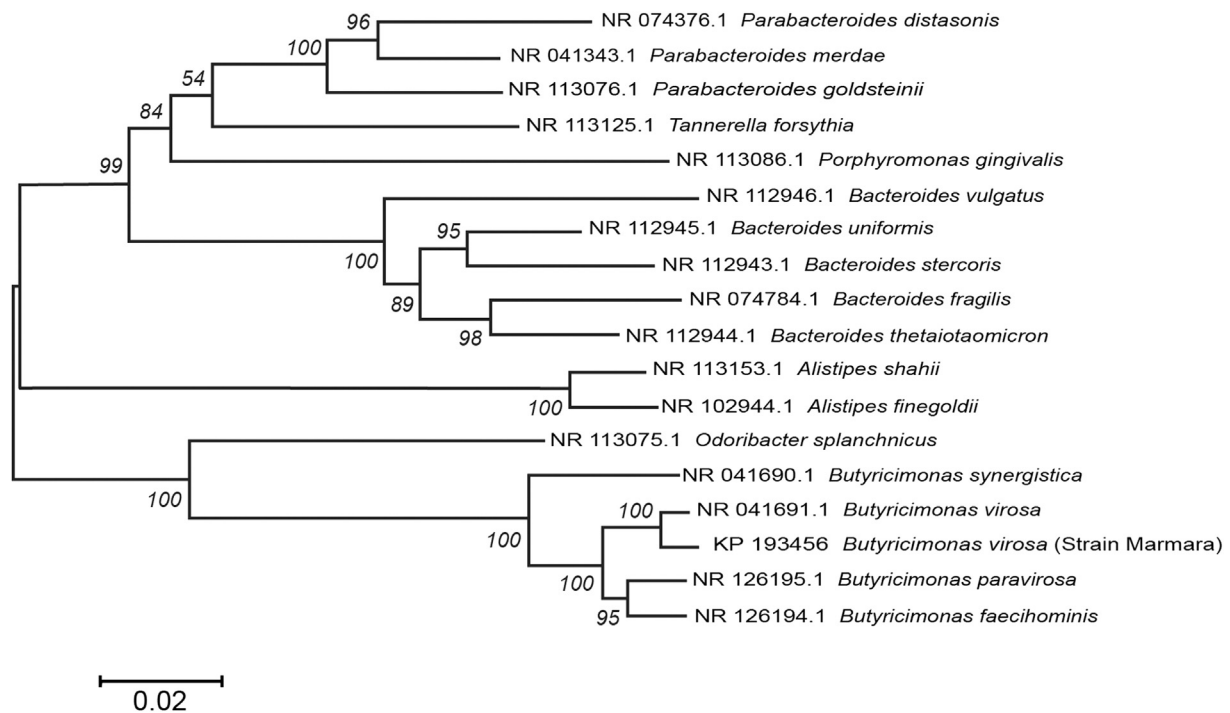 96 NR 074376.1 Parabacteroides distasonis
100 NR 041343.1 Parabacteroides merdae
54 NR 113076.1 Parabacteroides goldsteinii
84 NR 113125.1 Tannerella forsythia
99 NR 113086.1 Porphyromonas gingivalis
NR 112946.1 Bacteroides vulgatus
95 NR 112945.1 Bacteroides uniformis
100 NR 112943.1 Bacteroides stercoris
89 NR 074784.1 Bacteroides fragilis
98 NR 112944.1 Bacteroides thetaiotaomicron
NR 113153.1 Alistipes shahii
100 NR 102944.1 Alistipes finegoldii
NR 113075.1 Odoribacter splanchnicus
100 NR 041690.1 Butyricimonas synergistica
100 NR 041691.1 Butyricimonas virosa
100 KP 193456 Butyricimonas virosa (Strain Marmara)
100 NR 126195.1 Butyricimonas paravirosa
95 NR 126194.1 Butyricimonas faecihominis
0.02